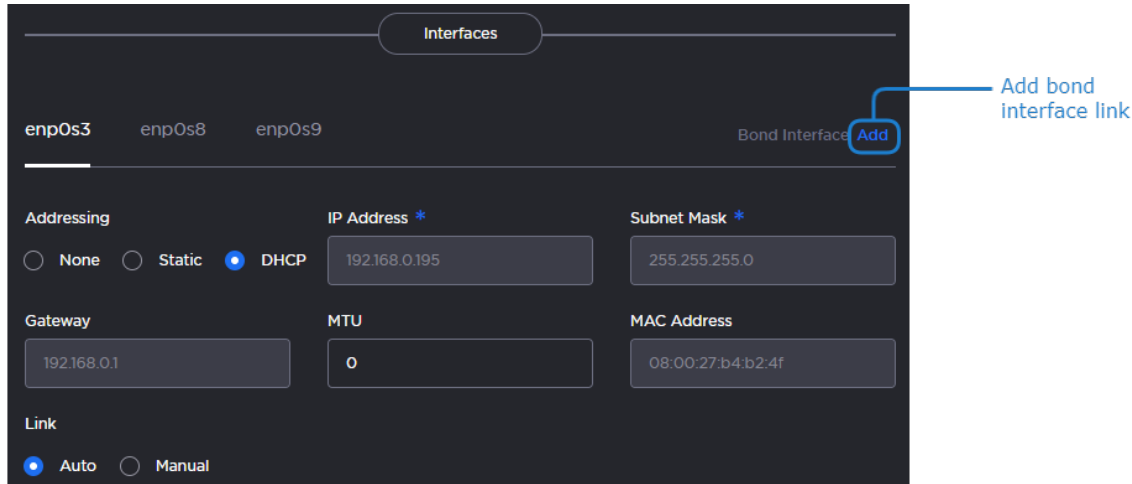 Interfaces
Add bond
interface link
enp0s3 enp0s8 enp0s9 Bond Interface Add
Addressing IP Address * Subnet Mask *
None Static DHCP 192.168.0.195 255.255.255.0
Gateway MTU MAC Address
192.168.0.1 0 08:00:27:b4:b2:4f
Link
Auto Manual